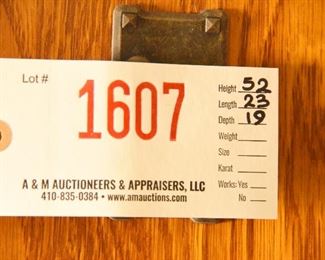 Lot #
1607
Height 52
Length 23
Depth 19
Weight
Size
Karat
Works: Yes
No
A & M AUCTIONEERS & APPRAISERS, LLC
410-835-0384 • www.amauctions.com